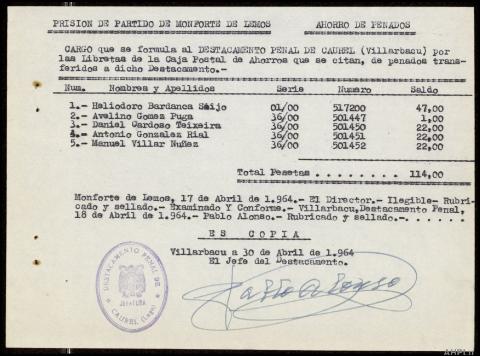 PRISION DE PARTIDO DE MONFORTE DE LEMOS AHORRO DE PENADOS
CARGO que se formula al DESTACAMENTO PENAL DE CAUREL (Villarbacu) por
las Libretas de la Caja Postal de Ahorros que se citan, de penados trans-
feridos a dicho Destacamento.-
Num. Nombres y Apellidos Serie Numero Saldo
1.- Heliodoro Bardanca Seijo 01/00 517200 47,00
2.- Avelino Gomez Puga 36/00 501447 1,00
3.- Daniel Cardoso Teixeira 36/00 501450 22,00
4.- Antonio Gonzalez Rial 36/00 501451 22,00
5.- Manuel Villar Nuñez 36/00 501452 22,00
Total Pesetas . . . . . . . . 114,00
Monforte de Lemos, 17 de Abril de 1.964.- El Director.- Ilegible- Rubri-
cado y sellado.- Examinado Y Conforme.- Villarbacu,Destacamento Penal,
18 de Abril de 1.964.- Pablo Alonso.- Rubricado y sellado.-. . . . . .
ES COPIA
Villarbacu a 30 de Abril de 1.964
El Jefe del Destacamento.
DESTACAMENTO PENAL DE
JEFATURA
CAUREL (Lugo)
Pablo Alonso
AHPLU